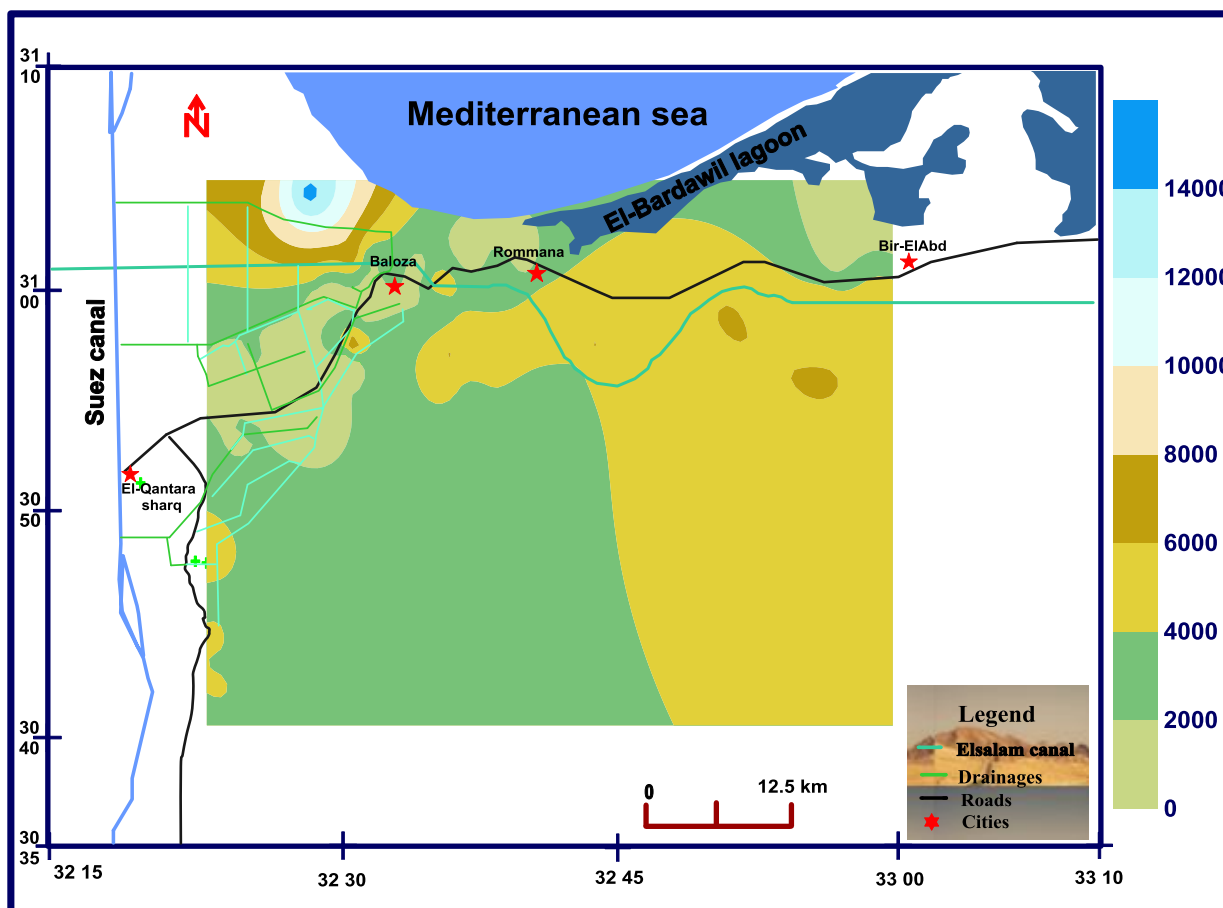 31
10
N
Mediterranean sea
El-Bardawil lagoon
14000
Bir-ElAbd
Rommana
Baloza
12000
31
00
Suez canal
10000
8000
El-Qantara
sharq
30
50
6000
4000
Legend
2000
30
40
Elsalam canal
Drainages
0
12.5 km
Roads
0
Cities
30
35
32 15
32 30
32 45
33 00
33 10